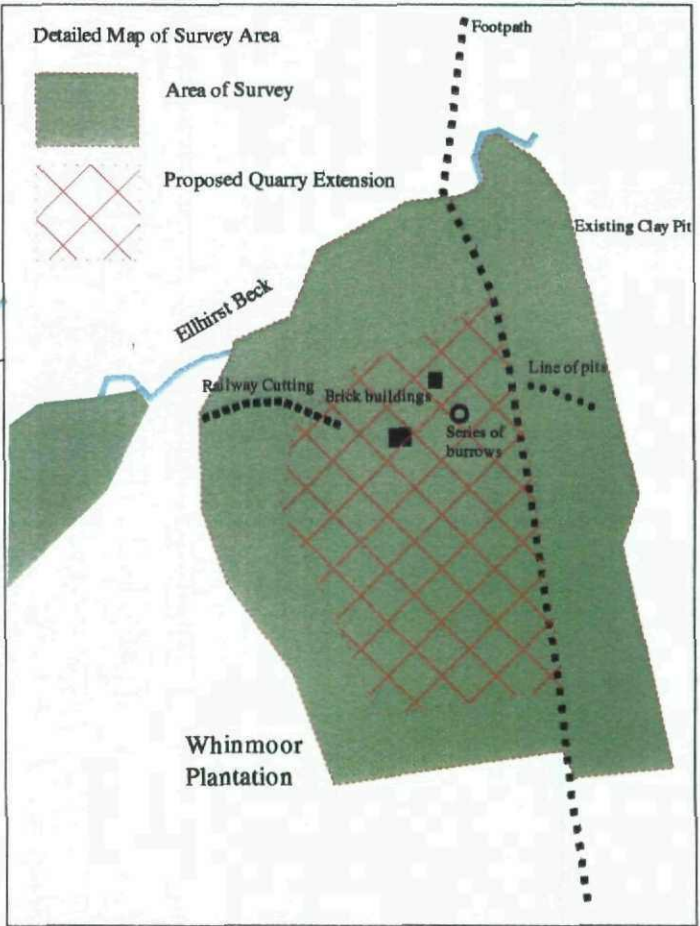 Detailed Map of Survey Area
Footpath
Area of Survey
Proposed Quarry Extension
Existing Clay Pit
Ellhirst Beck
Railway Cutting
Brick buildings
Line of pits
Series of
burrows
Whinmoor
Plantation